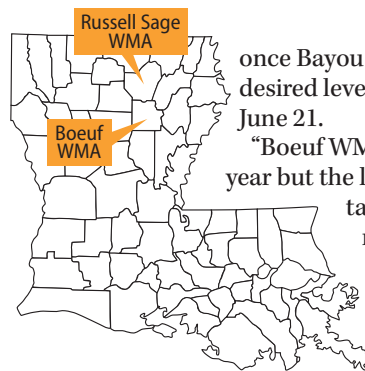 Russell Sage
WMA
Boeuf
WMA
once Bayou
desired leve
June 21.
“Boeuf WM
year but the l
ta